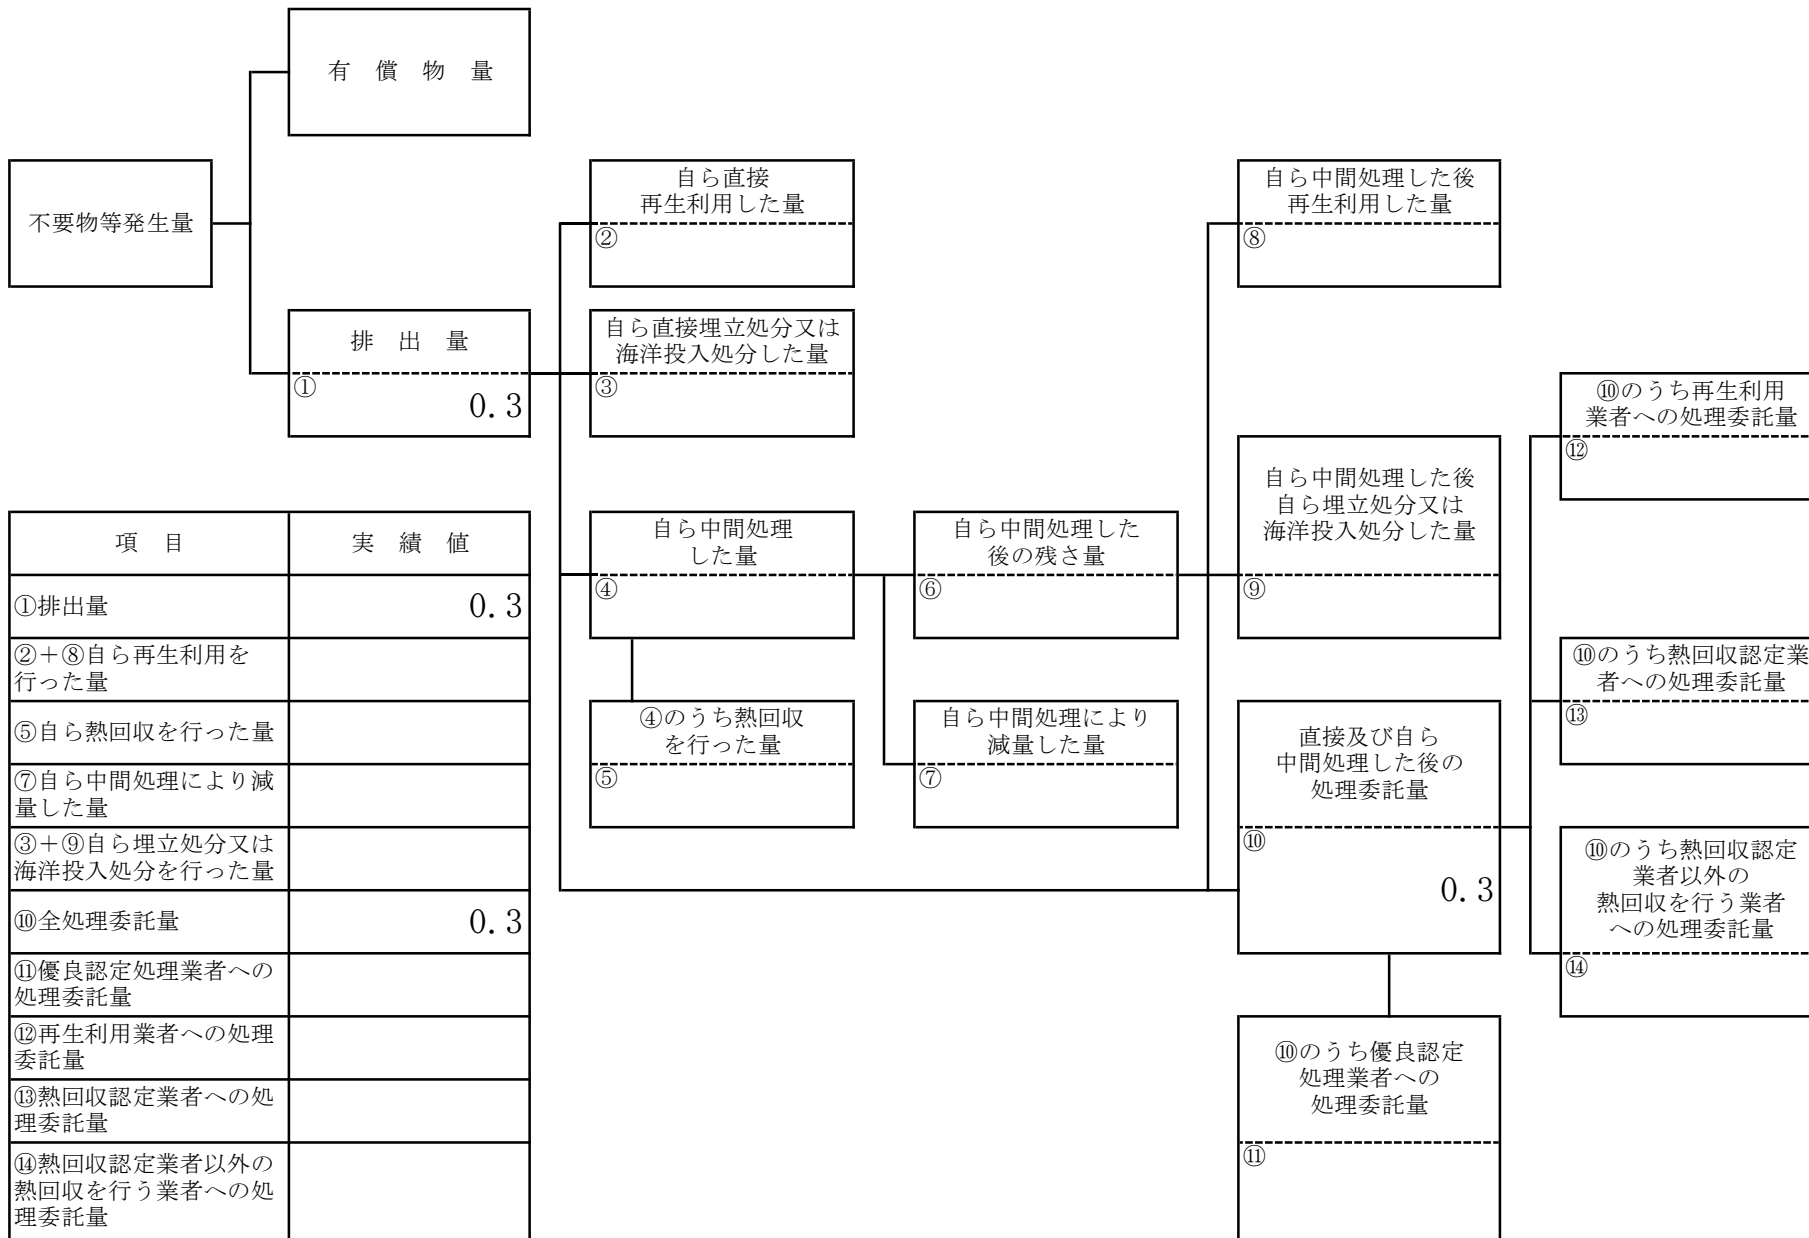 有　償　物　量
不要物等発生量
排　出　量
①
0.3
自ら直接
再生利用した量
②
自ら直接埋立処分又は
海洋投入処分した量
③
自ら中間処理
した量
④
④のうち熱回収
を行った量
⑤
自ら中間処理した
後の残さ量
⑥
自ら中間処理により
減量した量
⑦
自ら中間処理した後
再生利用した量
⑧
自ら中間処理した後
自ら埋立処分又は
海洋投入処分した量
⑨
直接及び自ら
中間処理した後の
処理委託量
⑩
0.3
⑩のうち優良認定
処理業者への
処理委託量
⑪
⑩のうち再生利用
業者への処理委託量
⑫
⑩のうち熱回収認定業
者への処理委託量
⑬
⑩のうち熱回収認定
業者以外の
熱回収を行う業者
への処理委託量
⑭
項　目　実　績　値
①排出量　0.3
②＋⑧自ら再生利用を
行った量
⑤自ら熱回収を行った量
⑦自ら中間処理により減
量した量
③＋⑨自ら埋立処分又は
海洋投入処分を行った量
⑩全処理委託量　0.3
⑪優良認定処理業者への
処理委託量
⑫再生利用業者への処理
委託量
⑬熱回収認定業者への処
理委託量
⑭熱回収認定業者以外の
熱回収を行う業者への処
理委託量